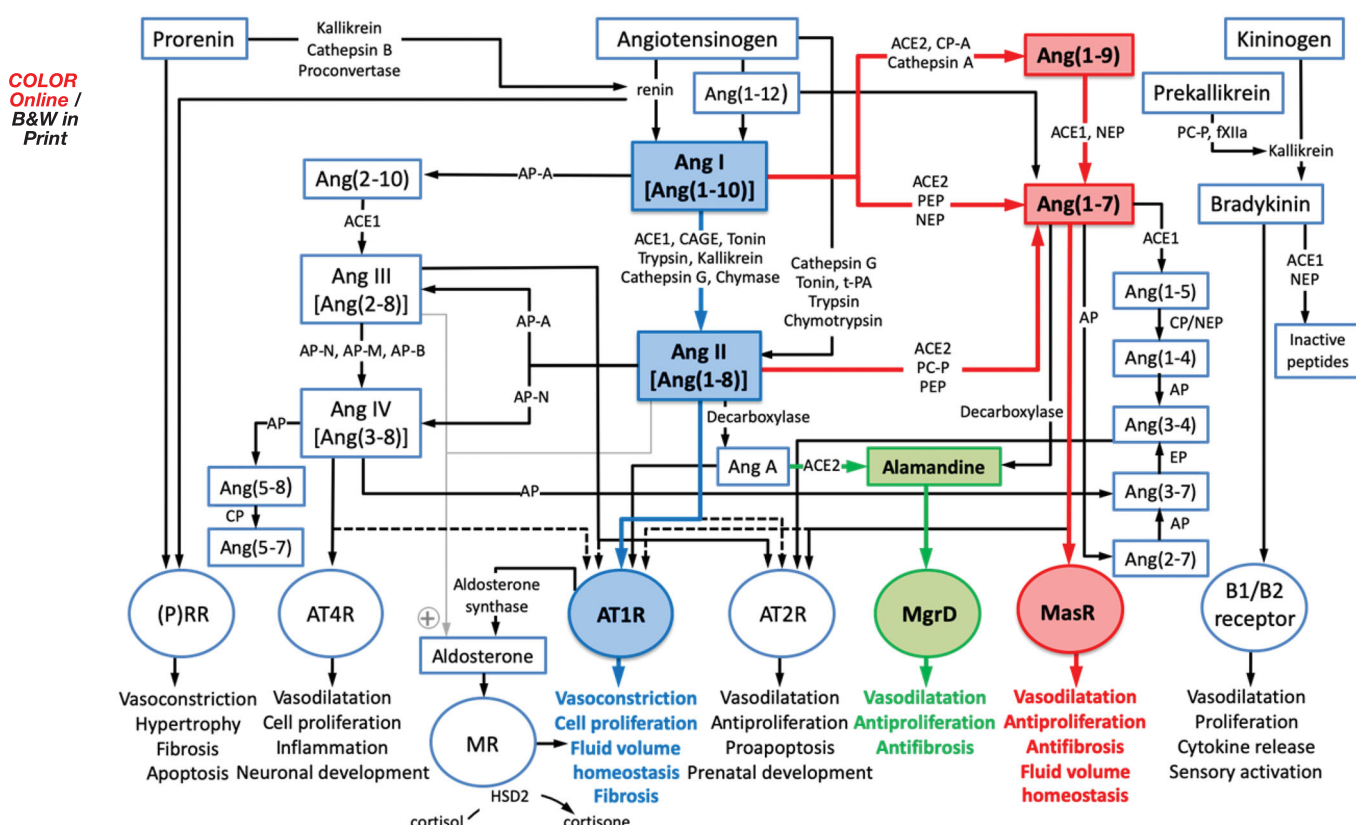 COLOR
Online /
B&W in
Print
Prorenin
Kallikrein
Cathepsin B
Proconvertase
Angiotensinogen
renin
Ang(1-12)
ACE2, CP-A
Cathepsin A
Ang(1-9)
ACE1, NEP
Kininogen
Prekallikrein
PC-P, fXIIa
Kallikrein
Ang(2-10)
AP-A
Ang I
[Ang(1-10)]
ACE2
PEP
NEP
Ang(1-7)
Bradykinin
ACE1
ACE1, CAGE, Tonin
Trypsin, Kallikrein
Cathepsin G, Chymase
Cathepsin G
Tonin, t-PA
Trypsin
Chymotrypsin
ACE1
ACE1
NEP
Ang III
[Ang(2-8)]
AP-A
AP
Ang(1-5)
CP/NEP
Inactive
peptides
AP-N, AP-M, AP-B
Ang II
[Ang(1-8)]
ACE2
PC-P
PEP
Ang(1-4)
AP
AP-N
Ang IV
[Ang(3-8)]
AP
Decarboxylase
Decarboxylase
Ang(3-4)
EP
Ang A
ACE2
Alamandine
Ang(5-8)
CP
Ang(5-7)
AP
Ang(3-7)
AP
Ang(2-7)
(P)RR
AT4R
Aldosterone
synthase
+
Aldosterone
AT1R
AT2R
MgrD
MasR
B1/B2
receptor
Vasoconstriction
Hypertrophy
Fibrosis
Apoptosis
Vasodilatation
Cell proliferation
Inflammation
Neuronal development
MR
Vasoconstriction
Cell proliferation
Fluid volume
homeostasis
Fibrosis
Vasodilatation
Antiproliferation
Proapoptosis
Prenatal development
Vasodilatation
Antiproliferation
Antifibrosis
Vasodilatation
Antiproliferation
Antifibrosis
Fluid volume
homeostasis
Vasodilatation
Proliferation
Cytokine release
Sensory activation
HSD2
cortisol
cortisone